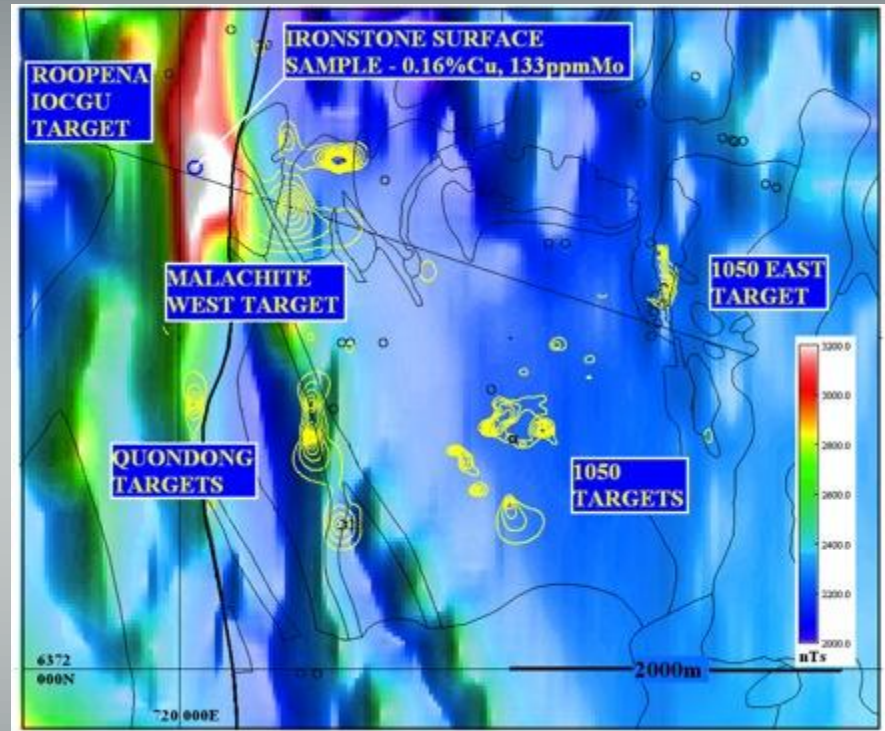 IRONSTONE SURFACE
SAMPLE - 0.16%Cu, 133ppmMo
ROOPENA
IOCGU
TARGET
MALACHITE
WEST TARGET
1050 EAST
TARGET
3200.0
3000.0
2800.0
2600.0
2400.0
2200.0
2000.0
nTs
QUONDONG
TARGETS
1050
TARGETS
6372
000N
2000m
720 000E